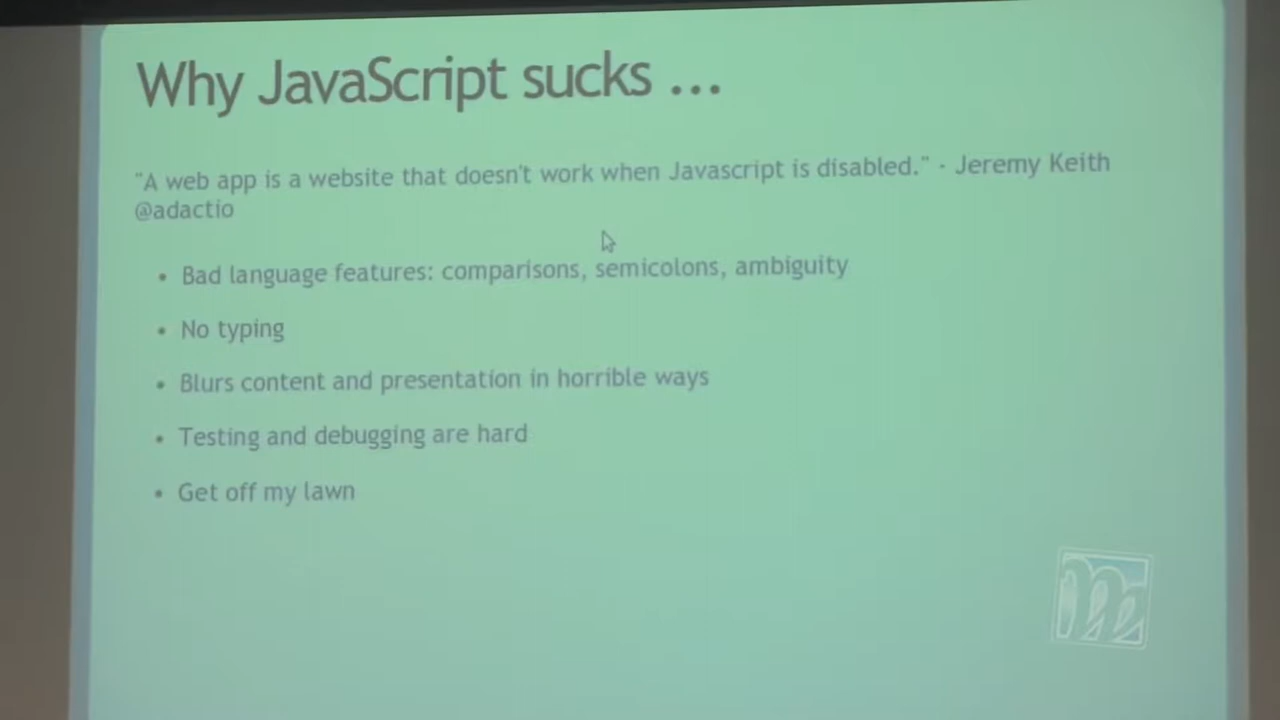 Why JavaScript sucks ...
"A web app is a website that doesn't work when Javascript is disabled." - Jeremy Keith
@adactio
• Bad language features: comparisons, semicolons, ambiguity
• No typing
• Blurs content and presentation in horrible ways
• Testing and debugging are hard
• Get off my lawn